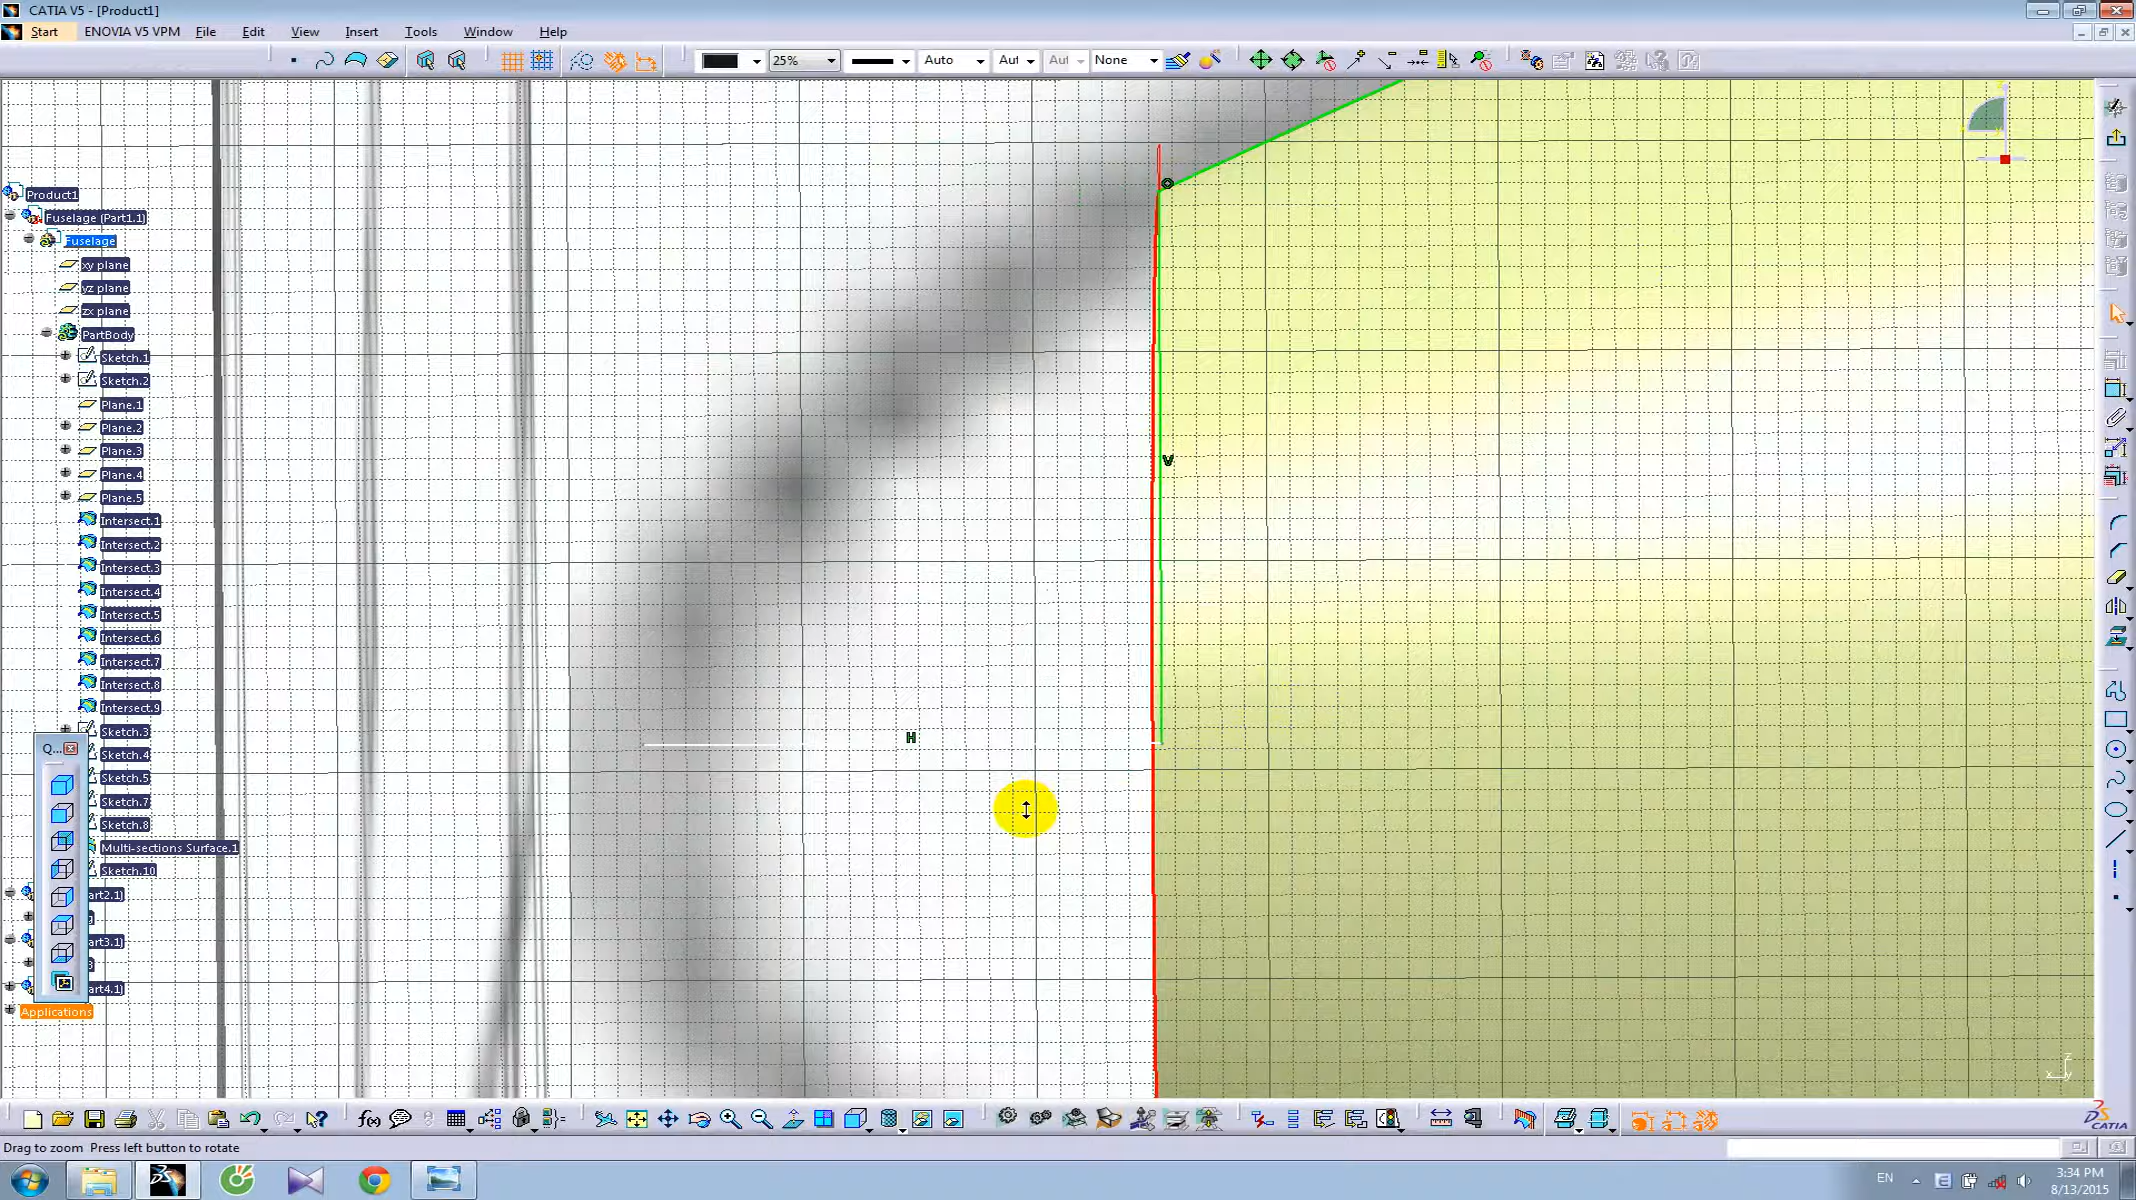 CATIA V5 - [Product1]
Start ENOVIA V5 VPM File Edit View Insert Tools Window Help
25% Auto Aut Aut None
Product1
Fuselage (Part1.1)
Fuselage
xy plane
yz plane
zx plane
PartBody
Sketch.1
Sketch.2
Plane.1
Plane.2
Plane.3
Plane.4
Plane.5
Intersect.1
Intersect.2
Intersect.3
Intersect.4
Intersect.5
Intersect.6
Intersect.7
Intersect.8
Intersect.9
Sketch.3
Q... Sketch.4
Sketch.5
Sketch.7
Sketch.8
Multi-sections Surface.1
Sketch.10
art2.1)
g
art3.1)
3
art4.1)
Applications
V
H
z
x y
f(x)
CATIA
Drag to zoom Press left button to rotate
EN
3:34 PM
8/13/2015